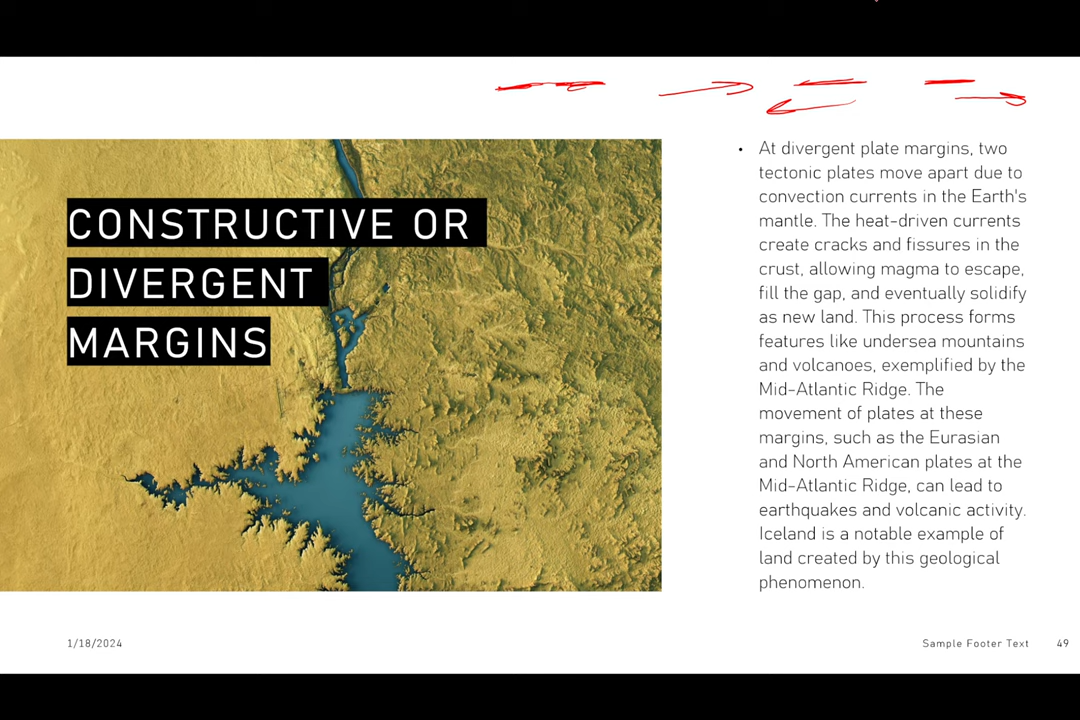 CONSTRUCTIVE OR
DIVERGENT
MARGINS
• At divergent plate margins, two
tectonic plates move apart due to
convection currents in the Earth's
mantle. The heat-driven currents
create cracks and fissures in the
crust, allowing magma to escape,
fill the gap, and eventually solidify
as new land. This process forms
features like undersea mountains
and volcanoes, exemplified by the
Mid-Atlantic Ridge. The
movement of plates at these
margins, such as the Eurasian
and North American plates at the
Mid-Atlantic Ridge, can lead to
earthquakes and volcanic activity.
Iceland is a notable example of
land created by this geological
phenomenon.
1/18/2024
Sample Footer Text
49